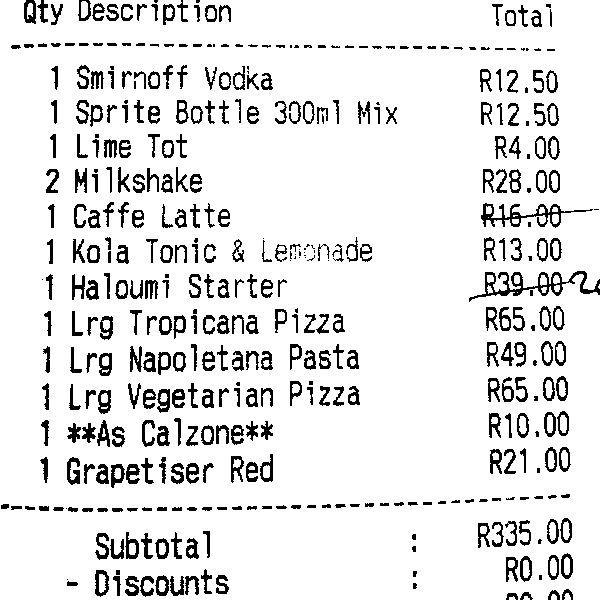 Qty Description Total
1 Smirnoff Vodka R12.50
1 Sprite Bottle 300ml Mix R12.50
1 Lime Tot R4.00
2 Milkshake R28.00
1 Caffe Latte R16.00
1 Kola Tonic & Lemonade R13.00
1 Haloumi Starter R39.00
1 Lrg Tropicana Pizza R65.00
1 Lrg Napoletana Pasta R49.00
1 Lrg Vegetarian Pizza R65.00
1 **As Calzone** R10.00
1 Grapetiser Red R21.00
Subtotal : R335.00
- Discounts : R0.00